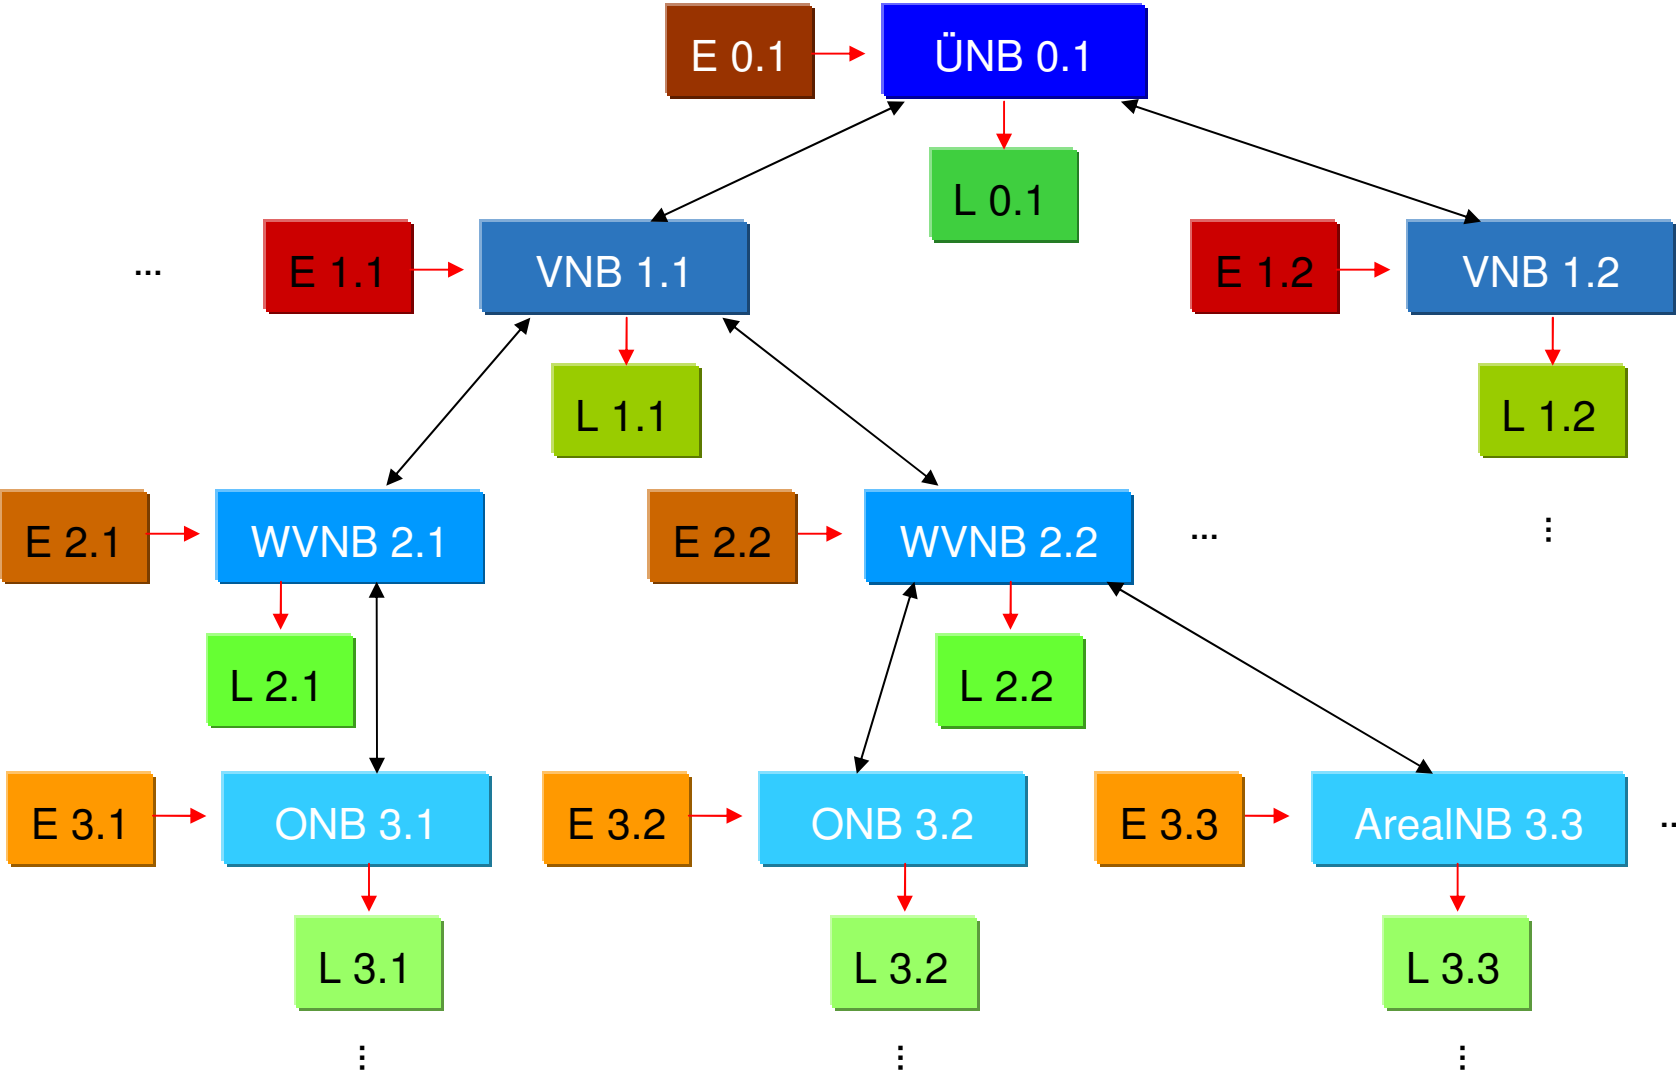 E 0.1
ÜNB 0.1
L 0.1
...
E 1.1
VNB 1.1
E 1.2
VNB 1.2
L 1.1
L 1.2
E 2.1
WVNB 2.1
E 2.2
WVNB 2.2
...
...
L 2.1
L 2.2
E 3.1
ONB 3.1
E 3.2
ONB 3.2
E 3.3
ArealNB 3.3
...
L 3.1
L 3.2
L 3.3
...
...
...